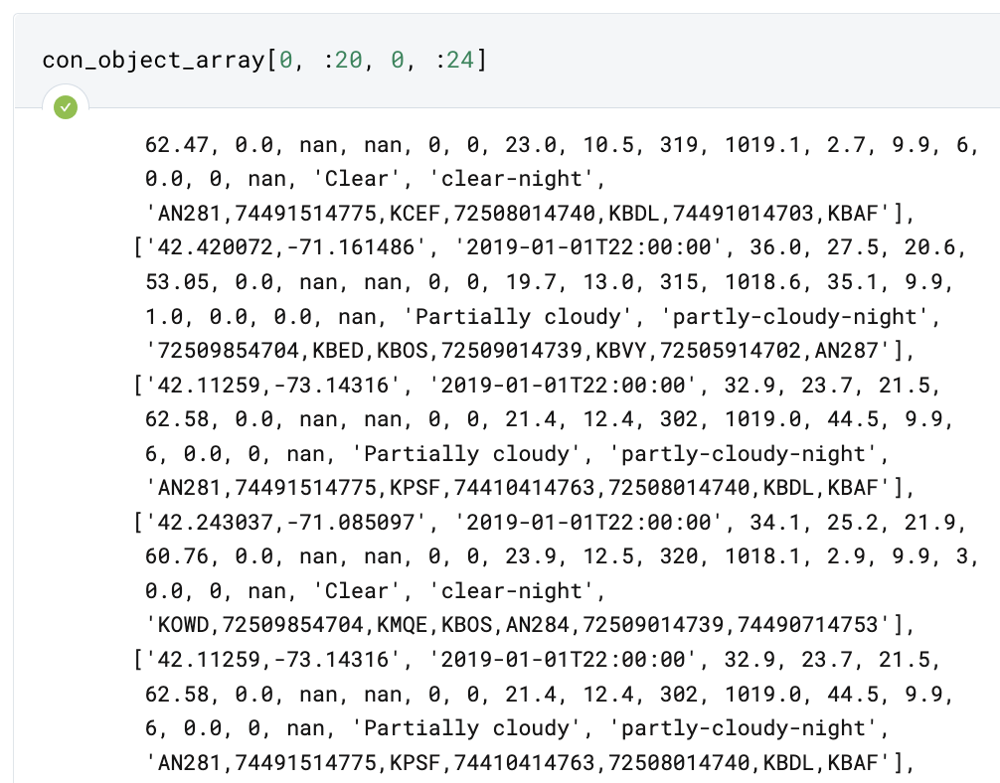 con_object_array[0, :20, 0, :24]
62.47, 0.0, nan, nan, 0, 0, 23.0, 10.5, 319, 1019.1, 2.7, 9.9, 6,
0.0, 0, nan, 'Clear', 'clear-night',
'AN281,74491514775,KCEF,72508014740,KBDL,74491014703,KBAF'],
['42.420072,-71.161486', '2019-01-01T22:00:00', 36.0, 27.5, 20.6,
53.05, 0.0, nan, nan, 0, 0, 19.7, 13.0, 315, 1018.6, 35.1, 9.9,
1.0, 0.0, 0.0, nan, 'Partially cloudy', 'partly-cloudy-night',
'72509854704,KBED,KBOS,72509014739,KBVY,72505914702,AN287'],
['42.11259,-73.14316', '2019-01-01T22:00:00', 32.9, 23.7, 21.5,
62.58, 0.0, nan, nan, 0, 0, 21.4, 12.4, 302, 1019.0, 44.5, 9.9,
6, 0.0, 0, nan, 'Partially cloudy', 'partly-cloudy-night',
'AN281,74491514775,KPSF,74410414763,72508014740,KBDL,KBAF'],
['42.243037,-71.085097', '2019-01-01T22:00:00', 34.1, 25.2, 21.9,
60.76, 0.0, nan, nan, 0, 0, 23.9, 12.5, 320, 1018.1, 2.9, 9.9, 3,
0.0, 0, nan, 'Clear', 'clear-night',
'KOWD,72509854704,KMQE,KBOS,AN284,72509014739,74490714753'],
['42.11259,-73.14316', '2019-01-01T22:00:00', 32.9, 23.7, 21.5,
62.58, 0.0, nan, nan, 0, 0, 21.4, 12.4, 302, 1019.0, 44.5, 9.9,
6, 0.0, 0, nan, 'Partially cloudy', 'partly-cloudy-night',
'AN281,74491514775,KPSF,74410414763,72508014740,KBDL,KBAF'],